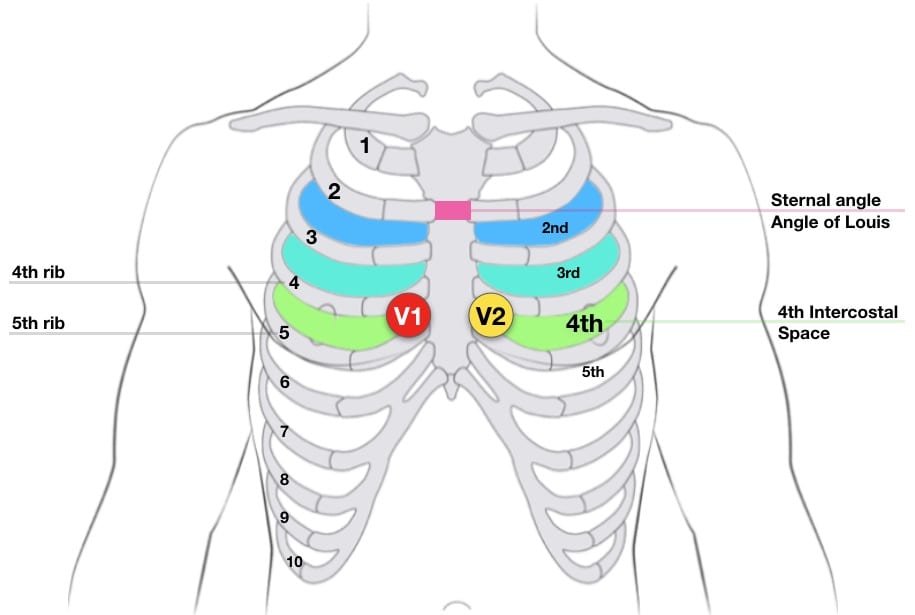 1
2
Sternal angle
Angle of Louis
2nd
3
3rd
4th rib
4
V1
V2
4th
4th Intercostal
Space
5th rib
5
5th
6
7
8
9
10